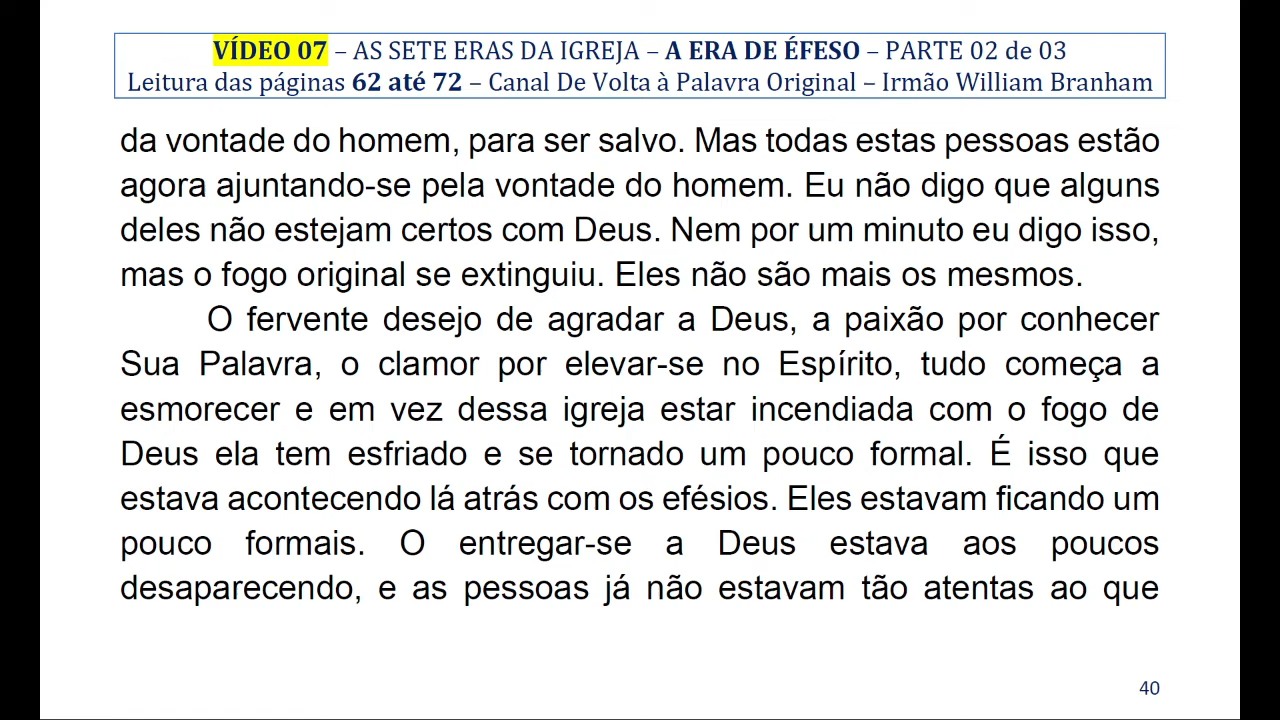 VÍDEO 07 – AS SETE ERAS DA IGREJA – A ERA DE ÉFESO – PARTE 02 de 03
Leitura das páginas 62 até 72 – Canal De Volta à Palavra Original – Irmão William Branham
da vontade do homem, para ser salvo. Mas todas estas pessoas estão
agora ajuntando-se pela vontade do homem. Eu não digo que alguns
deles não estejam certos com Deus. Nem por um minuto eu digo isso,
mas o fogo original se extinguiu. Eles não são mais os mesmos.
O fervente desejo de agradar a Deus, a paixão por conhecer
Sua Palavra, o clamor por elevar-se no Espírito, tudo começa a
esmorecer e em vez dessa igreja estar incendiada com o fogo de
Deus ela tem esfriado e se tornado um pouco formal. É isso que
estava acontecendo lá atrás com os efésios. Eles estavam ficando um
pouco formais. O entregar-se a Deus estava aos poucos
desaparecendo, e as pessoas já não estavam tão atentas ao que
40